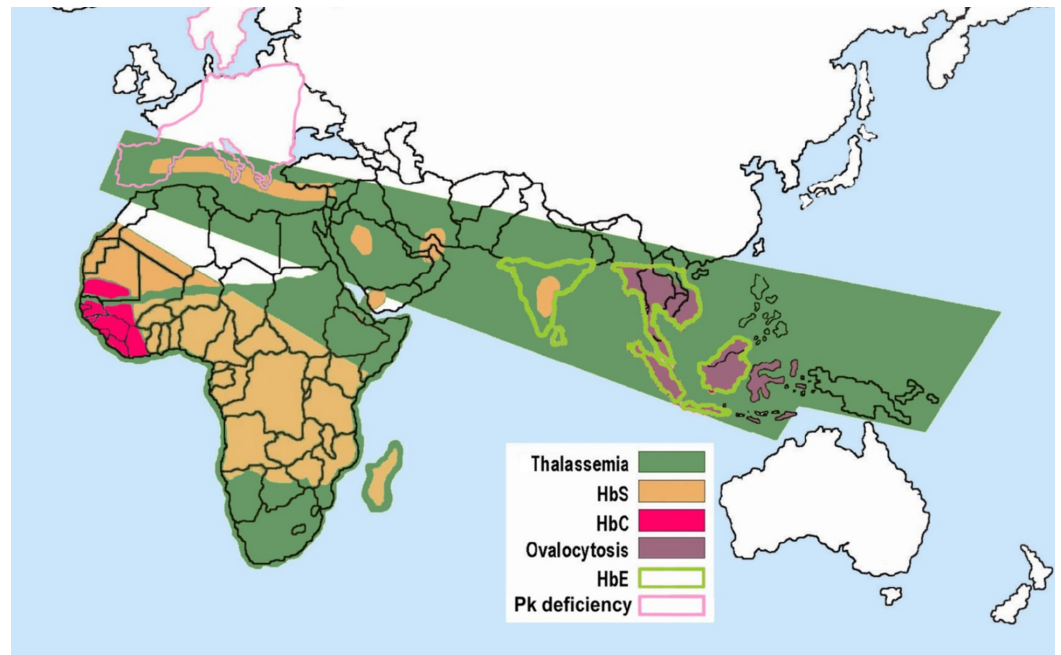 Thalassemia
HbS
HbC
Ovalocytosis
HbE
Pk deficiency